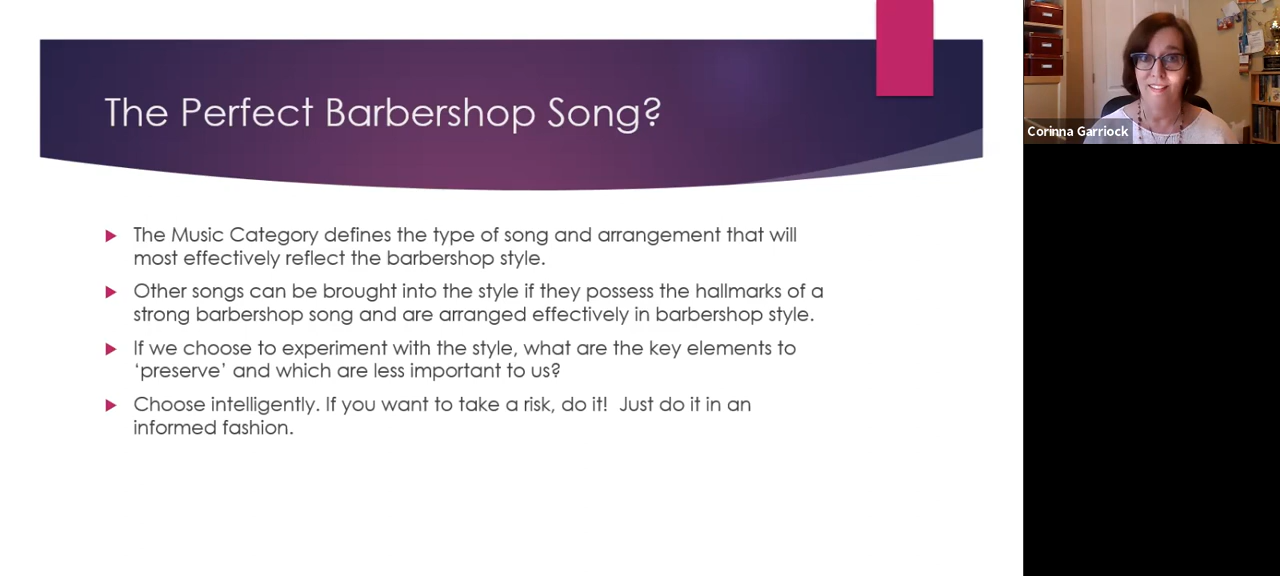 The Perfect Barbershop Song?
The Music Category defines the type of song and arrangement that will
most effectively reflect the barbershop style.
Other songs can be brought into the style if they possess the hallmarks of a
strong barbershop song and are arranged effectively in barbershop style.
If we choose to experiment with the style, what are the key elements to
‘preserve’ and which are less important to us?
Choose intelligently. If you want to take a risk, do it!  Just do it in an
informed fashion.
Corinna Garriock